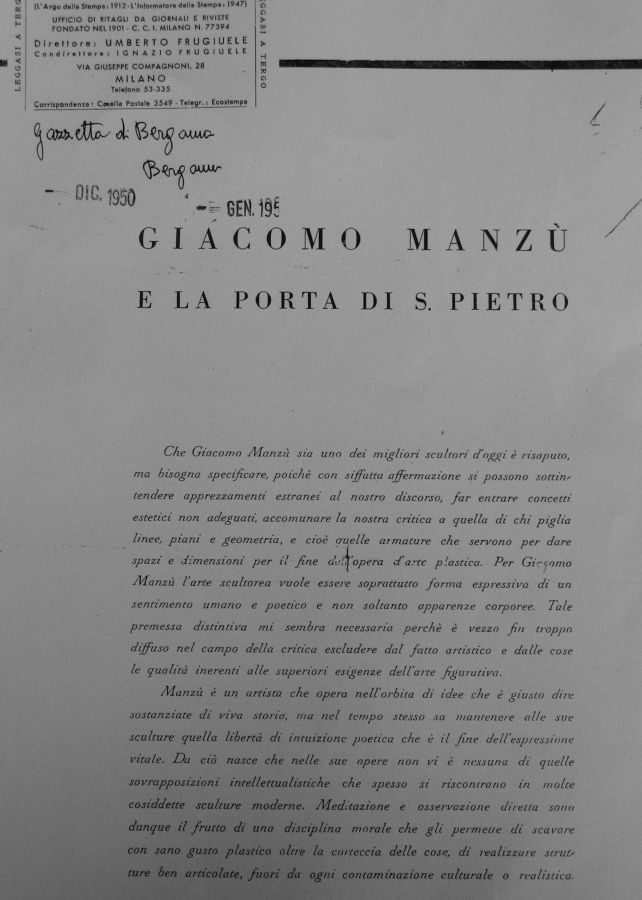 (L'Argo della Stampa: 1912 - L'Informatore della Stampa: 1947)
UFFICIO DI RITAGLI DA GIORNALI E RIVISTE
FONDATO NEL 1901 - C. C. I. MILANO N. 77394
Direttore: UMBERTO FRUGIUELE
Condirettore: IGNAZIO FRUGIUELE
VIA GIUSEPPE COMPAGNONI, 28
MILANO
Telefono 53-335
Corrispondenza: Casella Postale 3549 - Telegr.: Ecostampa
LEGGASI A TERGO
LEGGASI A TERGO
Gazzetta di Bergamo
Bergamo
DIC. 1950
GEN. 195
GIACOMO MANZÙ
E LA PORTA DI S. PIETRO
Che Giacomo Manzù sia uno dei migliori scultori d'oggi è risaputo,
ma bisogna specificare, poichè con siffatta affermazione si possono sottin-
tendere apprezzamenti estranei al nostro discorso, far entrare concetti
estetici non adeguati, accomunare la nostra critica a quella di chi piglia
linee, piani e geometria, e cioè quelle armature che servono per dare
spazi e dimensioni per il fine dell'opera d'arte plastica. Per Giacomo
Manzù l'arte scultorea vuole essere soprattutto forma espressiva di un
sentimento umano e poetico e non soltanto apparenze corporee. Tale
premessa distintiva mi sembra necessaria perchè è vezzo fin troppo
diffuso nel campo della critica escludere dal fatto artistico e dalle cose
le qualità inerenti alle superiori esigenze dell'arte figurativa.
Manzù è un artista che opera nell'orbita di idee che è giusto dire
sostanziate di viva storia, ma nel tempo stesso sa mantenere alle sue
sculture quella libertà di intuizione poetica che è il fine dell'espressione
vitale. Da ciò nasce che nelle sue opere non vi è nessuna di quelle
sovrapposizioni intellettualistiche che spesso si riscontrano in molte
cosiddette sculture moderne. Meditazione e osservazione diretta sono
dunque il frutto di una disciplina morale che gli permette di scavare
con sano gusto plastico oltre la corteccia delle cose, di realizzare strut-
ture ben articolate, fuori da ogni contaminazione culturale o realistica.